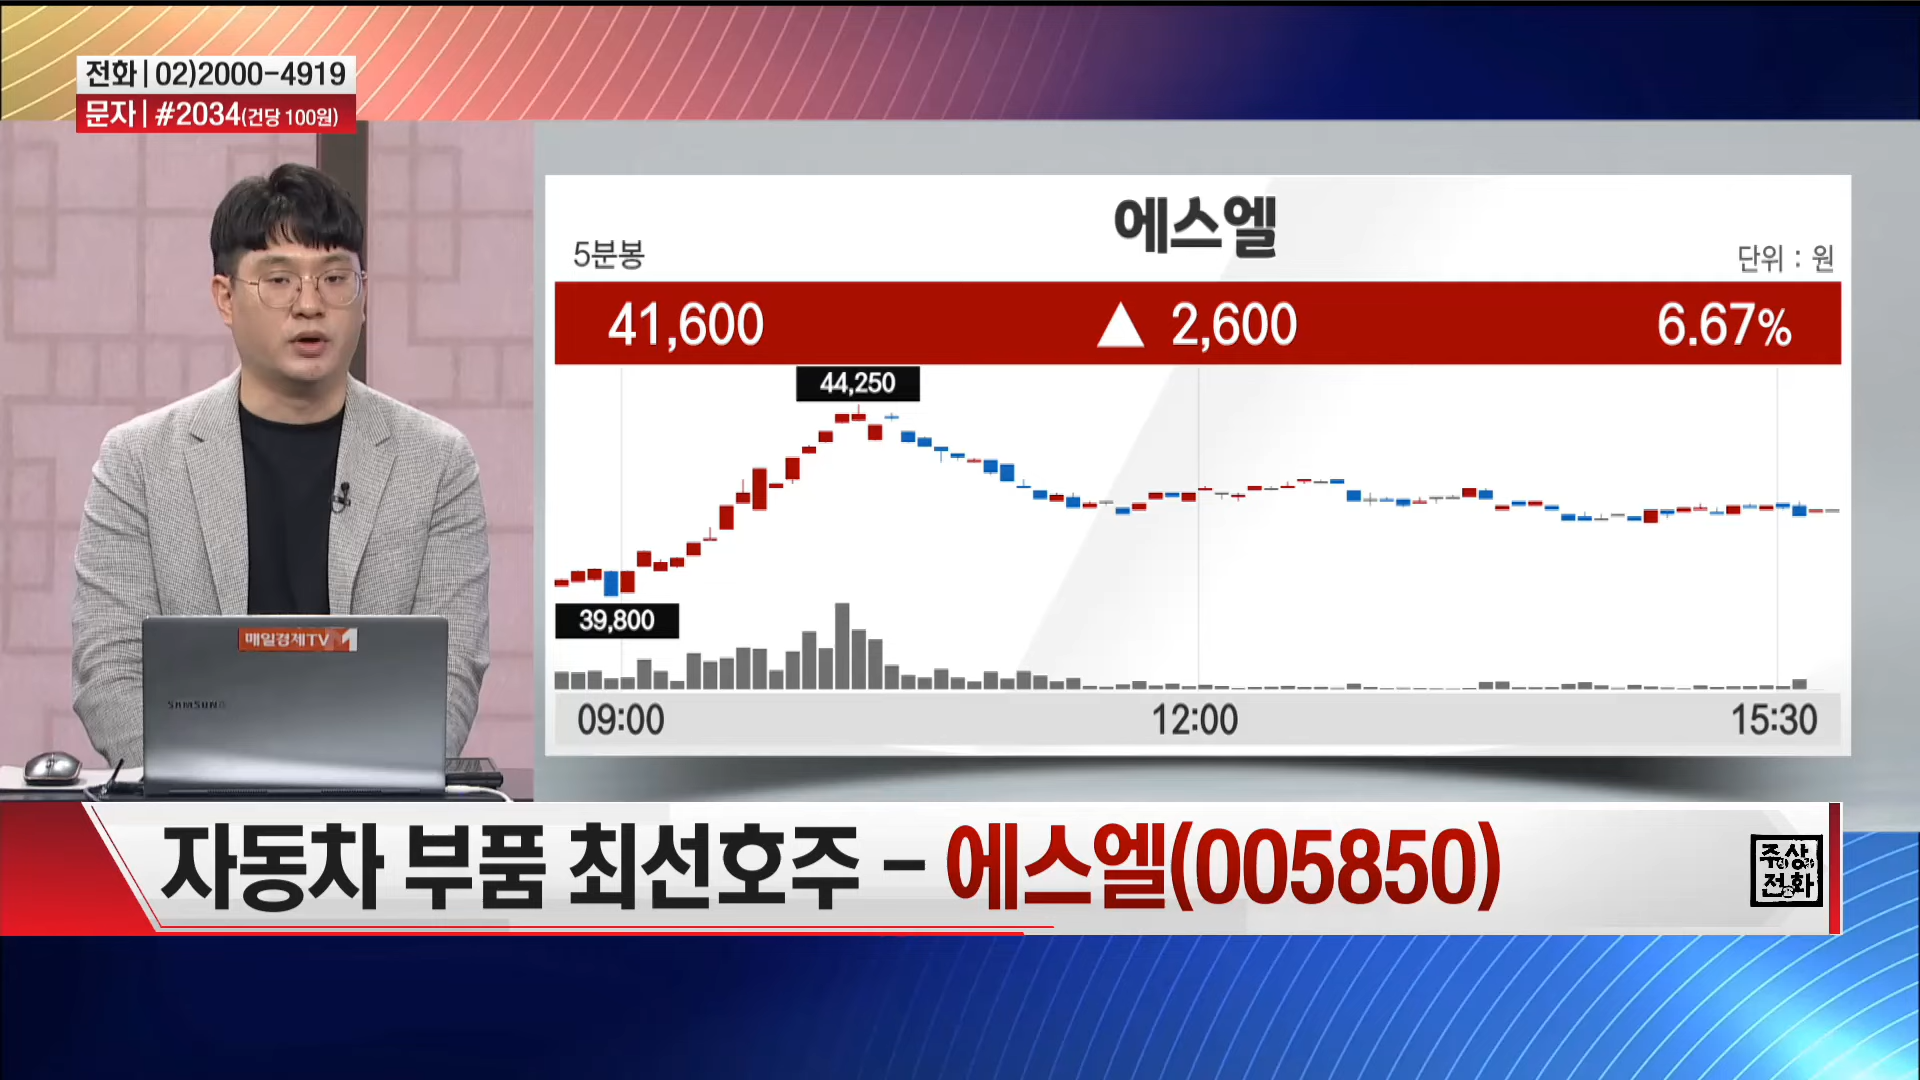 전화 | 02)2000-4919
문자 | #2034(건당 100원)
에스엘
5분봉
단위 : 원
41,600 ▲ 2,600 6.67%
44,250
39,800
09:00 12:00 15:30
매일경제TV
SAMSUNG
자동차 부품 최선호주 - 에스엘(005850)
주상
전화